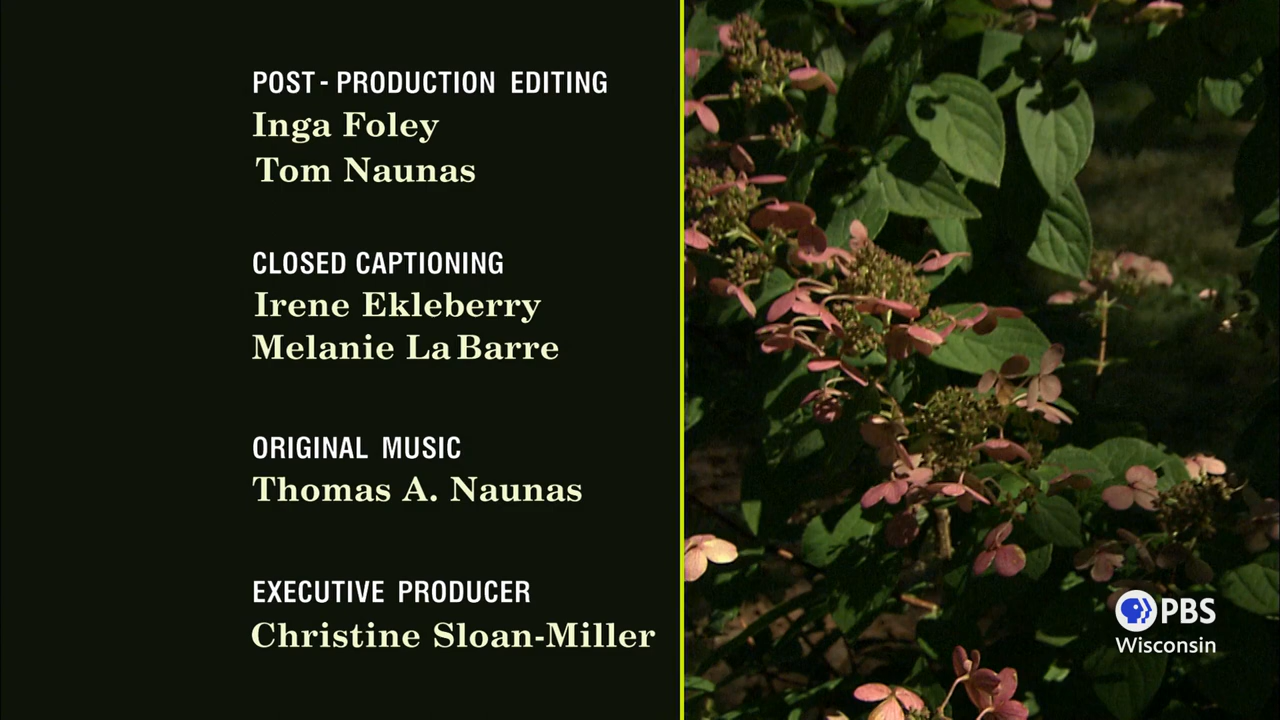 POST-PRODUCTION EDITING
Inga Foley
Tom Naunas
CLOSED CAPTIONING
Irene Ekleberry
Melanie La Barre
ORIGINAL MUSIC
Thomas A. Naunas
EXECUTIVE PRODUCER
Christine Sloan-Miller
PBS
Wisconsin